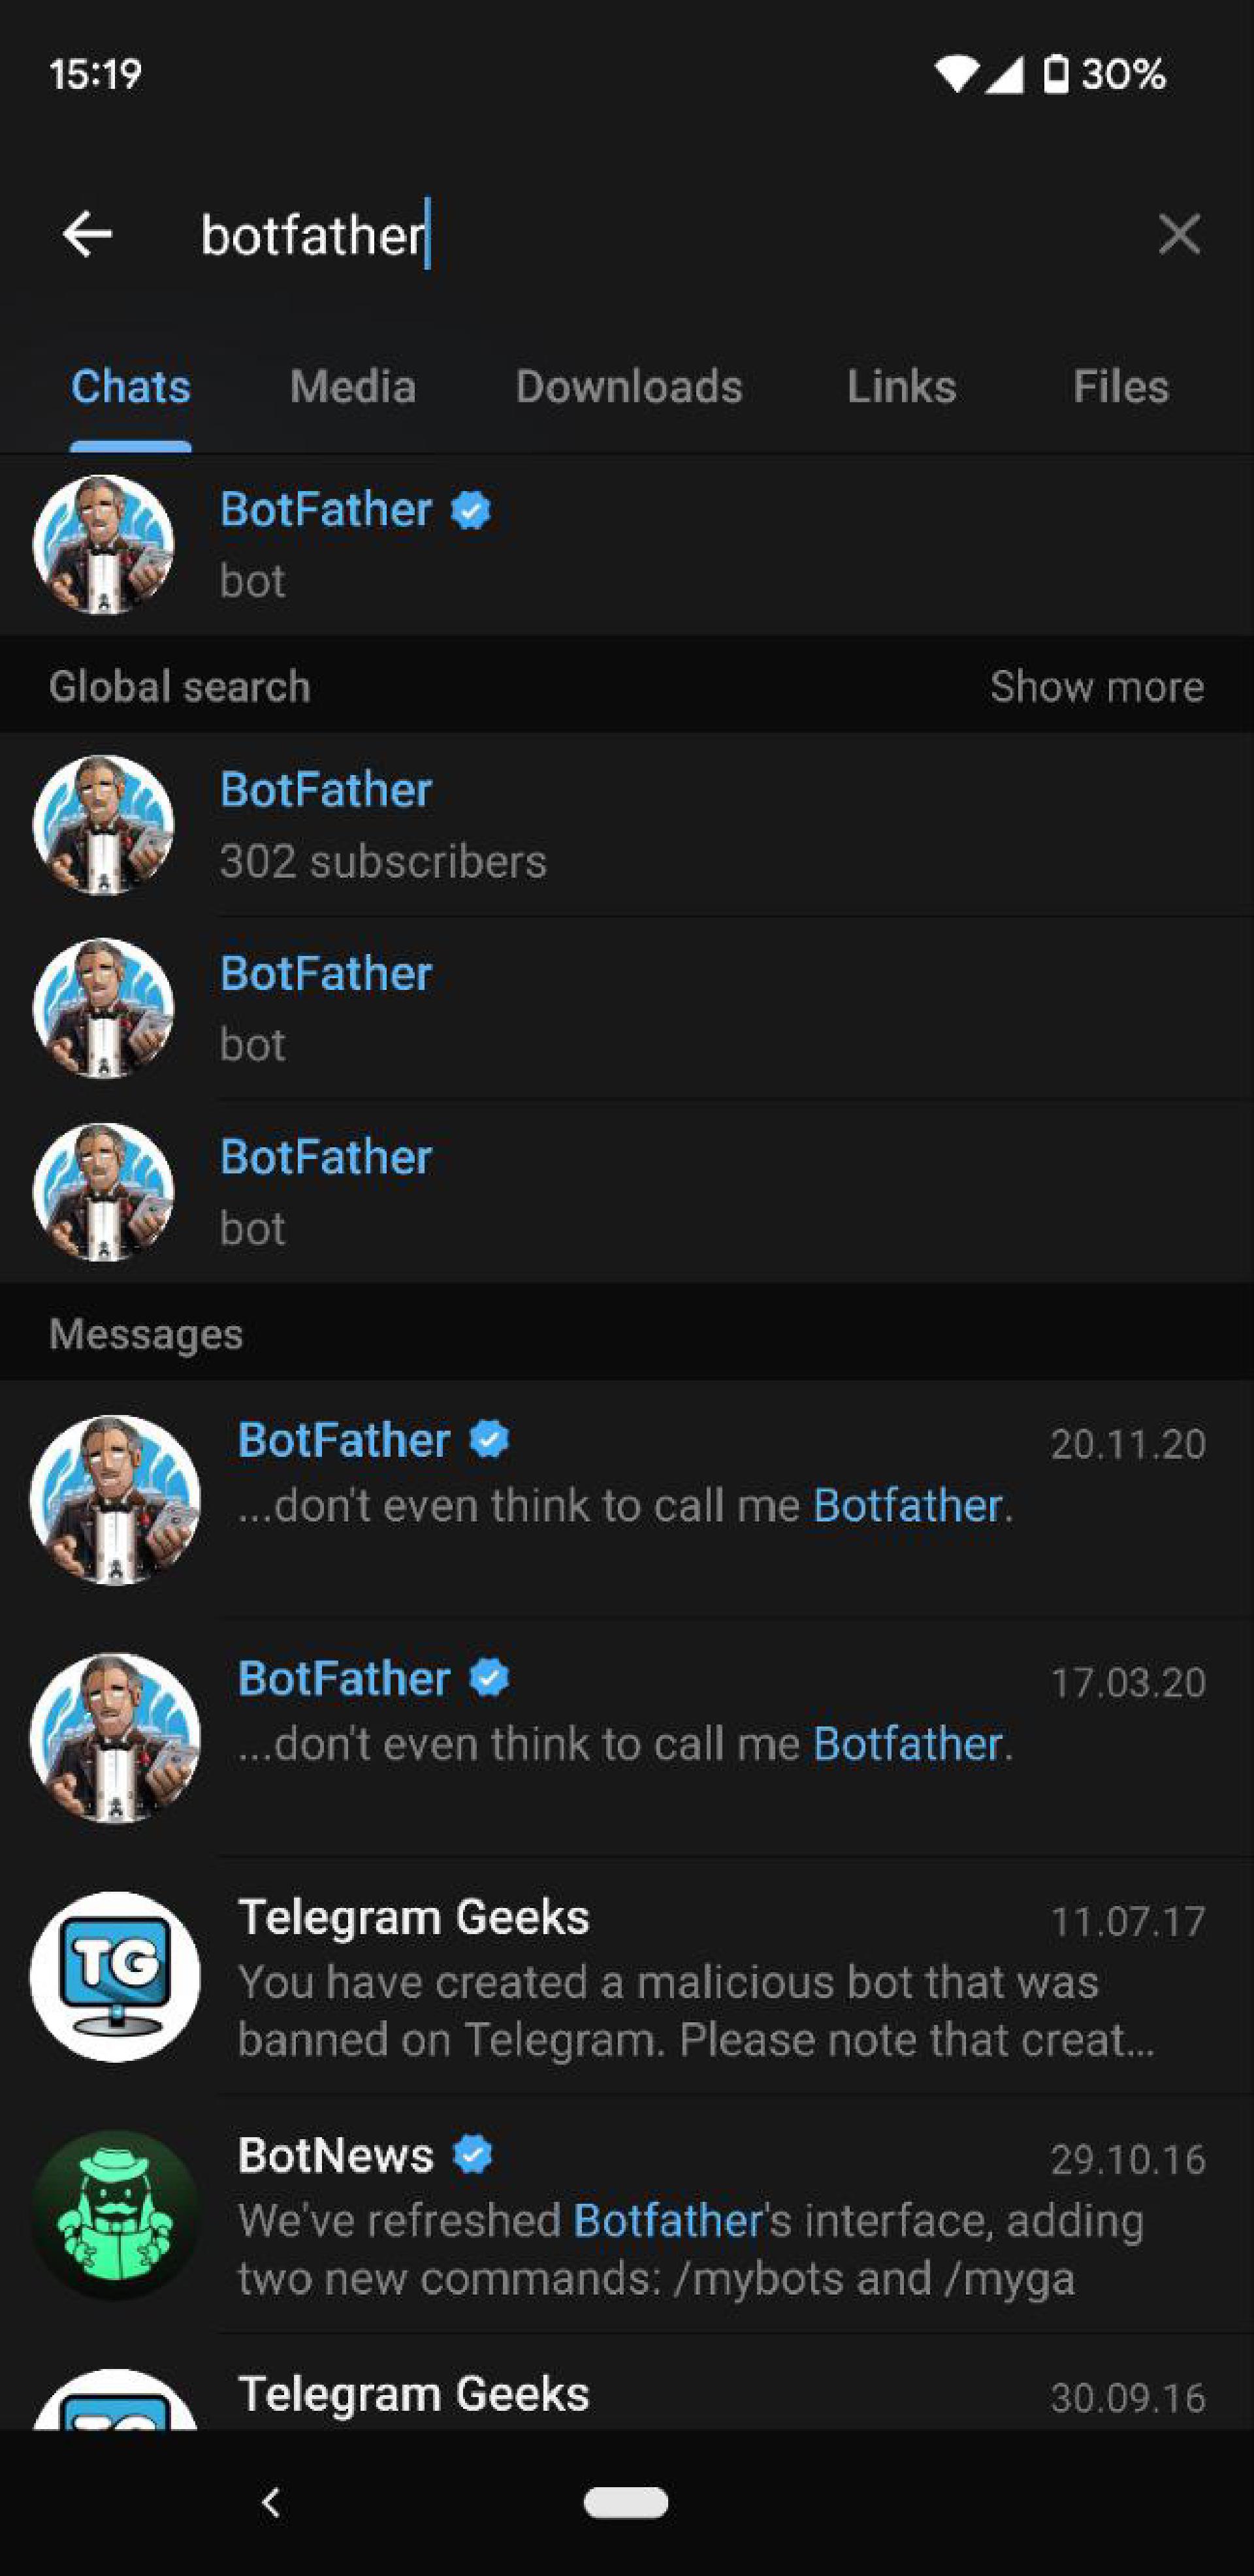 15:19 30%
botfather
Chats Media Downloads Links Files
BotFather
bot
Global search Show more
BotFather
302 subscribers
BotFather
bot
BotFather
bot
Messages
BotFather 20.11.20
...don't even think to call me Botfather.
BotFather 17.03.20
...don't even think to call me Botfather.
TG
Telegram Geeks 11.07.17
You have created a malicious bot that was
banned on Telegram. Please note that creat...
BotNews 29.10.16
We've refreshed Botfather's interface, adding
two new commands: /mybots and /myga
Telegram Geeks 30.09.16